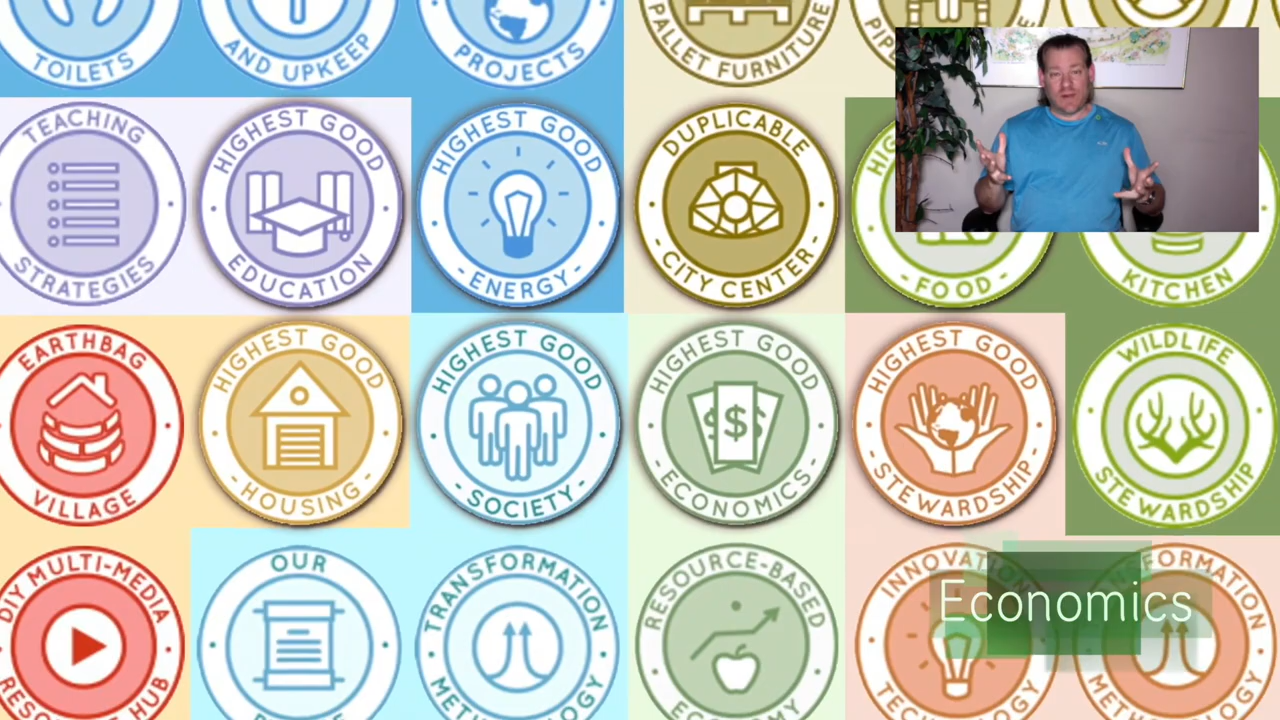 TOILETS
AND UPKEEP
PROJECTS
PALLET FURNITURE
TEACHING
STRATEGIES
HIGHEST GOOD
EDUCATION
HIGHEST GOOD
- ENERGY -
DUPLICABLE
- CITY CENTER -
- FOOD -
KITCHEN
EARTHBAG
VILLAGE
HIGHEST GOOD
- HOUSING -
HIGHEST GOOD
- SOCIETY -
HIGHEST GOOD
- ECONOMICS -
HIGHEST GOOD
- STEWARDSHIP -
WILDLIFE
STEWARDSHIP
DIY MULTI-MEDIA
HUB
OUR
TRANSFORMATION
RESOURCE-BASED
ECONOMY
Economics